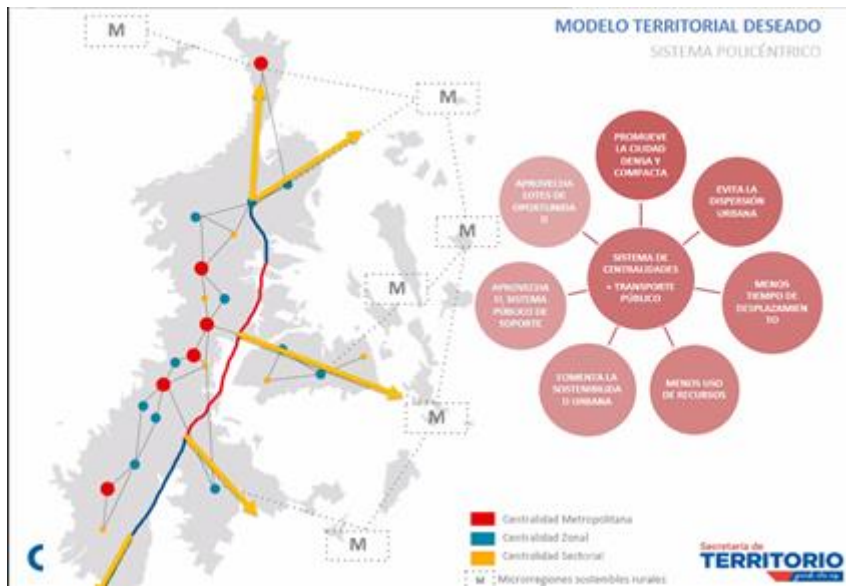 MODELO TERRITORIAL DESEADO
SISTEMA POLICÉNTRICO
M
M
M
M
M
M
PROMUEVE
LA CIUDAD
DENSA Y
COMPACTA
EVITA LA
DISPERSIÓN
URBANA
MENOS
TIEMPO DE
DESPLAZAMIEN
TO
MENOS USO
DE RECURSOS
FOMENTA LA
SOSTENIBILIDA
D URBANA
APROVECHA
EL SISTEMA
PÚBLICO DE
SOPORTE
APROVECHA
LOTES DE
OPORTUNIDA
D
SISTEMA DE
CENTRALIDADES
+ TRANSPORTE
PÚBLICO
Centralidad Metropolitana
Centralidad Zonal
Centralidad Sectorial
M Microrregiones sostenibles rurales
Secretaría de
TERRITORIO